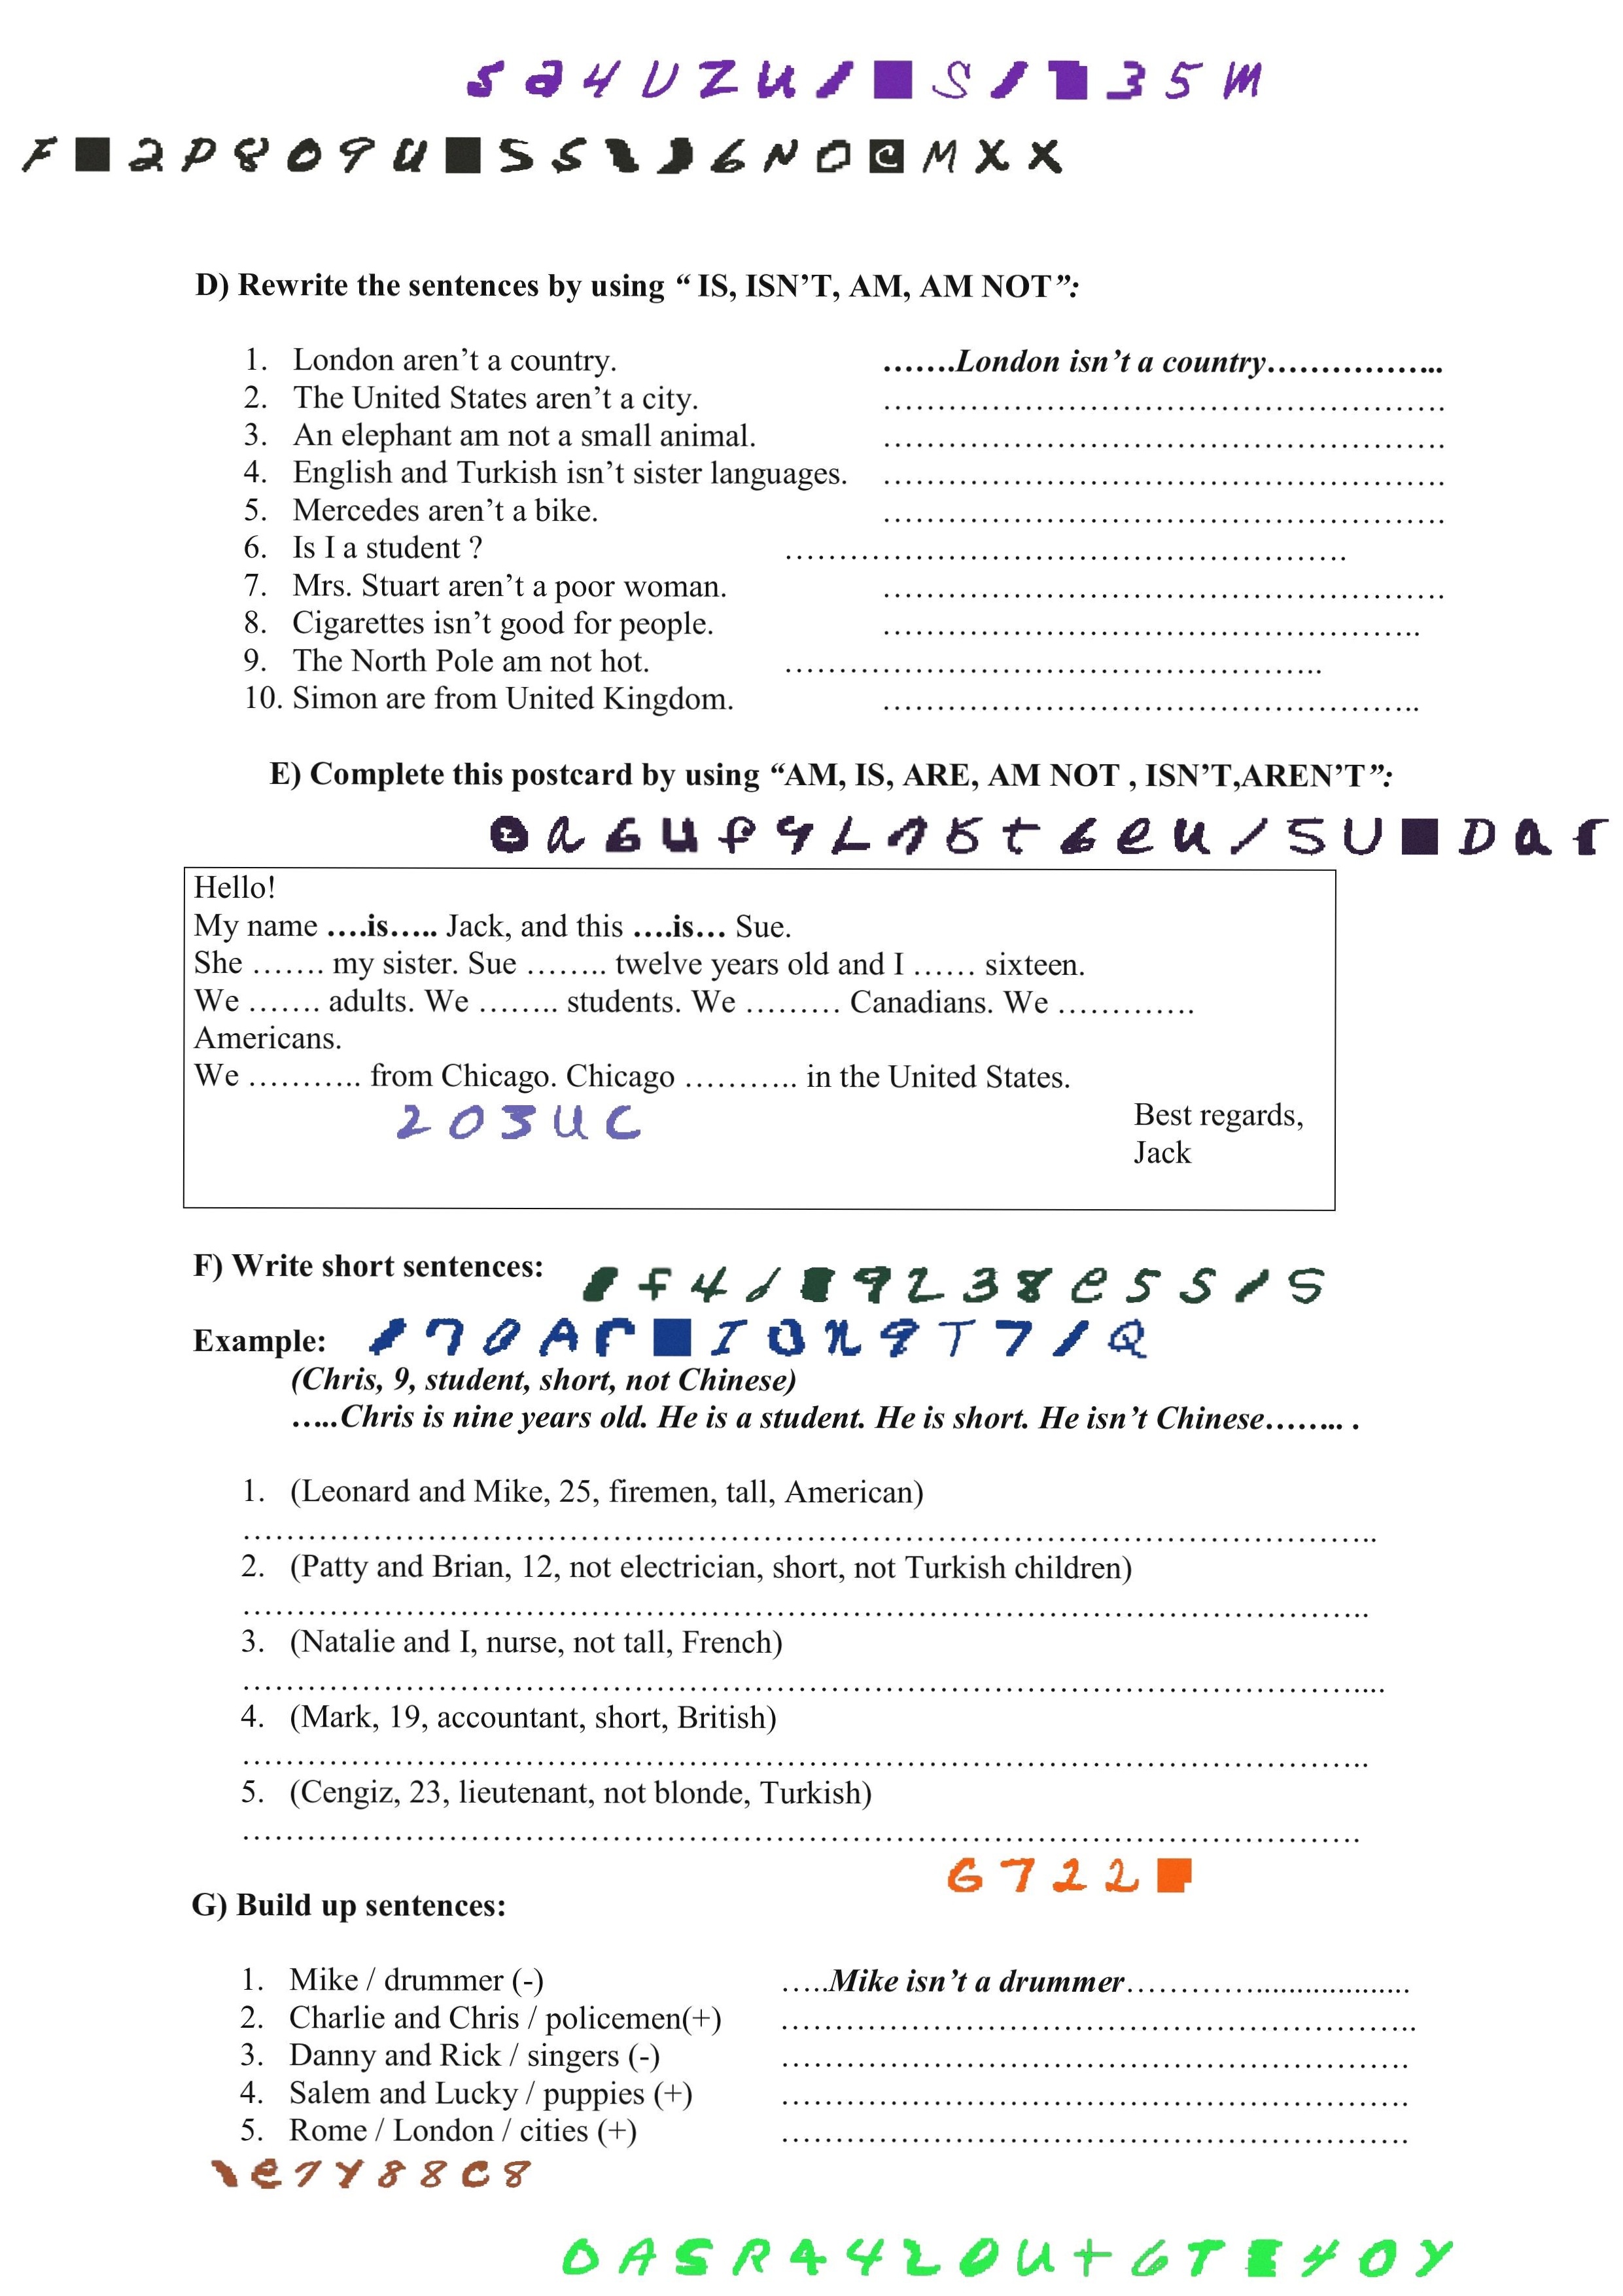 D) Rewrite the sentences by using “ IS, ISN’T, AM, AM NOT”:
1. London aren’t a country. …….London isn’t a country……………..
2. The United States aren’t a city. …………………………………………….
3. An elephant am not a small animal. …………………………………………….
4. English and Turkish isn’t sister languages. …………………………………………….
5. Mercedes aren’t a bike. …………………………………………….
6. Is I a student ? …………………………………………….
7. Mrs. Stuart aren’t a poor woman. …………………………………………….
8. Cigarettes isn’t good for people. …………………………………………..
9. The North Pole am not hot. …………………………………………..
10. Simon are from United Kingdom. …………………………………………..
E) Complete this postcard by using “AM, IS, ARE, AM NOT , ISN’T,AREN’T”:
Hello!
My name ….is….. Jack, and this ….is… Sue.
She ……. my sister. Sue …….. twelve years old and I …… sixteen.
We ……. adults. We …….. students. We ……… Canadians. We ………….
Americans.
We ……….. from Chicago. Chicago ……….. in the United States.
2 0 3 U C
Best regards,
Jack
F) Write short sentences:
Example:
(Chris, 9, student, short, not Chinese)
…..Chris is nine years old. He is a student. He is short. He isn’t Chinese…….. .
1. (Leonard and Mike, 25, firemen, tall, American)
…………………………………………………………………………………………..
2. (Patty and Brian, 12, not electrician, short, not Turkish children)
…………………………………………………………………………………………..
3. (Natalie and I, nurse, not tall, French)
…………………………………………………………………………………………....
4. (Mark, 19, accountant, short, British)
…………………………………………………………………………………………..
5. (Cengiz, 23, lieutenant, not blonde, Turkish)
………………………………………………………………………………………….
G 7 2 2
G) Build up sentences:
1. Mike / drummer (-) …..Mike isn’t a drummer…………...................
2. Charlie and Chris / policemen(+) …………………………………………………..
3. Danny and Rick / singers (-) ………………………………………………….
4. Salem and Lucky / puppies (+) ………………………………………………….
5. Rome / London / cities (+) ………………………………………………….